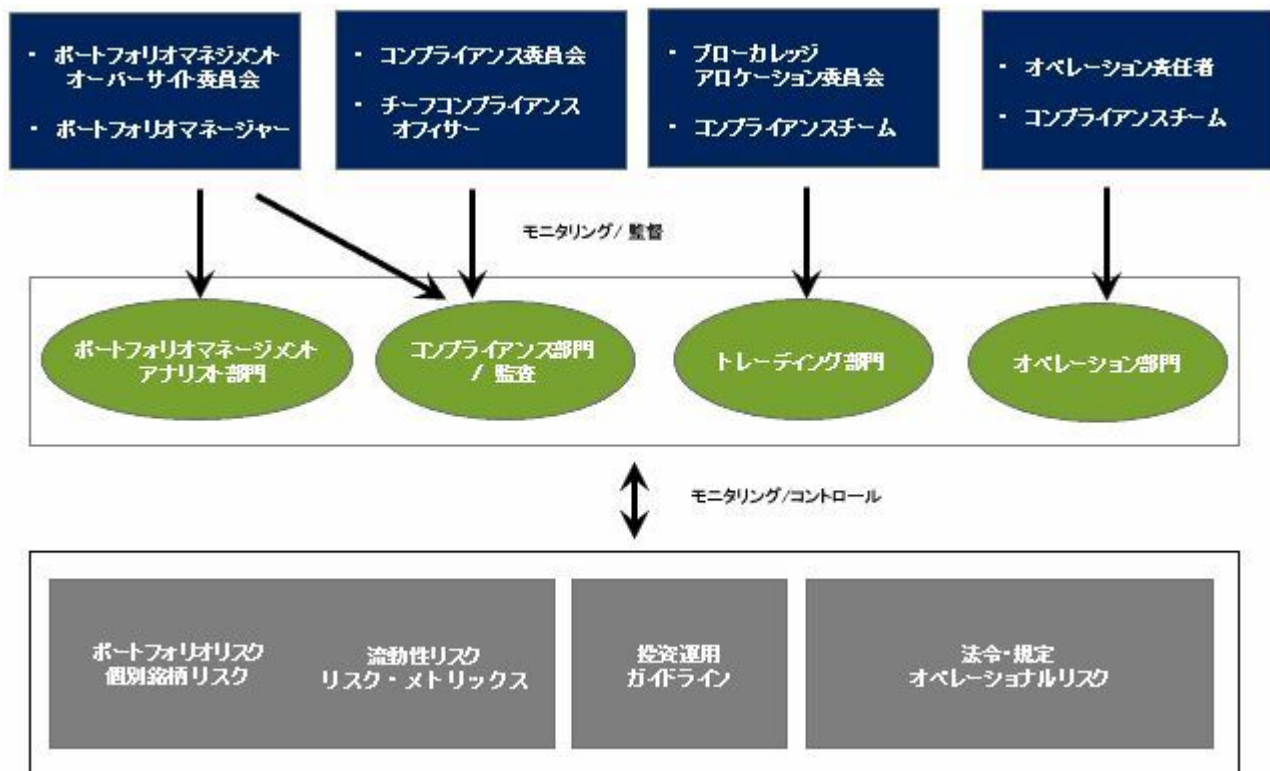 ・ ポートフォリオマネジメント
オーバーサイト委員会
・ ポートフォリオマネージャー
・ コンプライアンス委員会
・ チーフコンプライアンス
オフィサー
・ ブローカレッジ
アロケーション委員会
・ コンプライアンスチーム
・ オペレーション責任者
・ コンプライアンスチーム
モニタリング/ 監督
ポートフォリオマネージメント
アナリスト部門
コンプライアンス部門
/ 監査
トレーディング部門
オペレーション部門
モニタリング/コントロール
ポートフォリオリスク
個別銘柄リスク
流動性リスク
リスク・メトリックス
投資運用
ガイドライン
法令・規定
オペレーショナルリスク